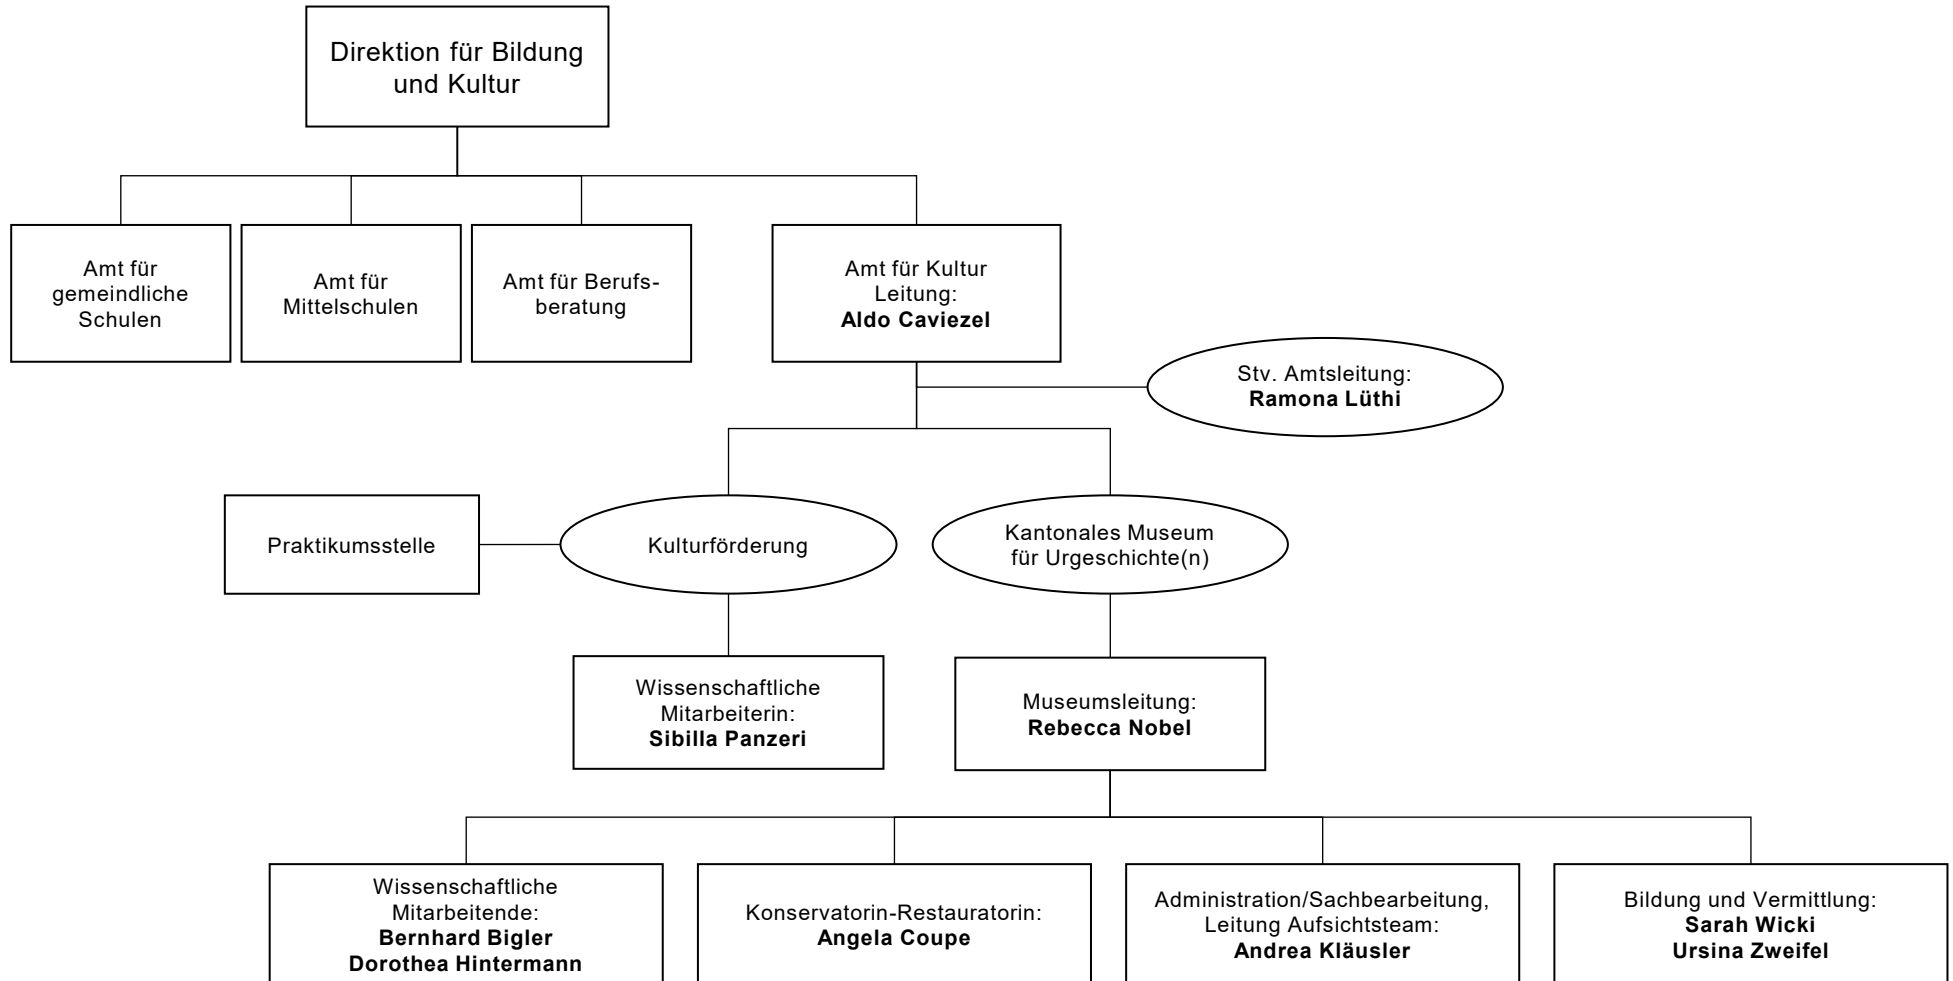 Direktion für Bildung
und Kultur
Amt für
gemeindliche
Schulen
Amt für
Mittelschulen
Amt für Berufs-
beratung
Amt für Kultur
Leitung:
Aldo Caviezel
Stv. Amtsleitung:
Ramona Lüthi
Praktikumsstelle
Kulturförderung
Kantonales Museum
für Urgeschichte(n)
Wissenschaftliche
Mitarbeiterin:
Sibilla Panzeri
Museumsleitung:
Rebecca Nobel
Wissenschaftliche
Mitarbeitende:
Bernhard Bigler
Dorothea Hintermann
Konservatorin-Restauratorin:
Angela Coupe
Administration/Sachbearbeitung,
Leitung Aufsichtsteam:
Andrea Kläusler
Bildung und Vermittlung:
Sarah Wicki
Ursina Zweifel